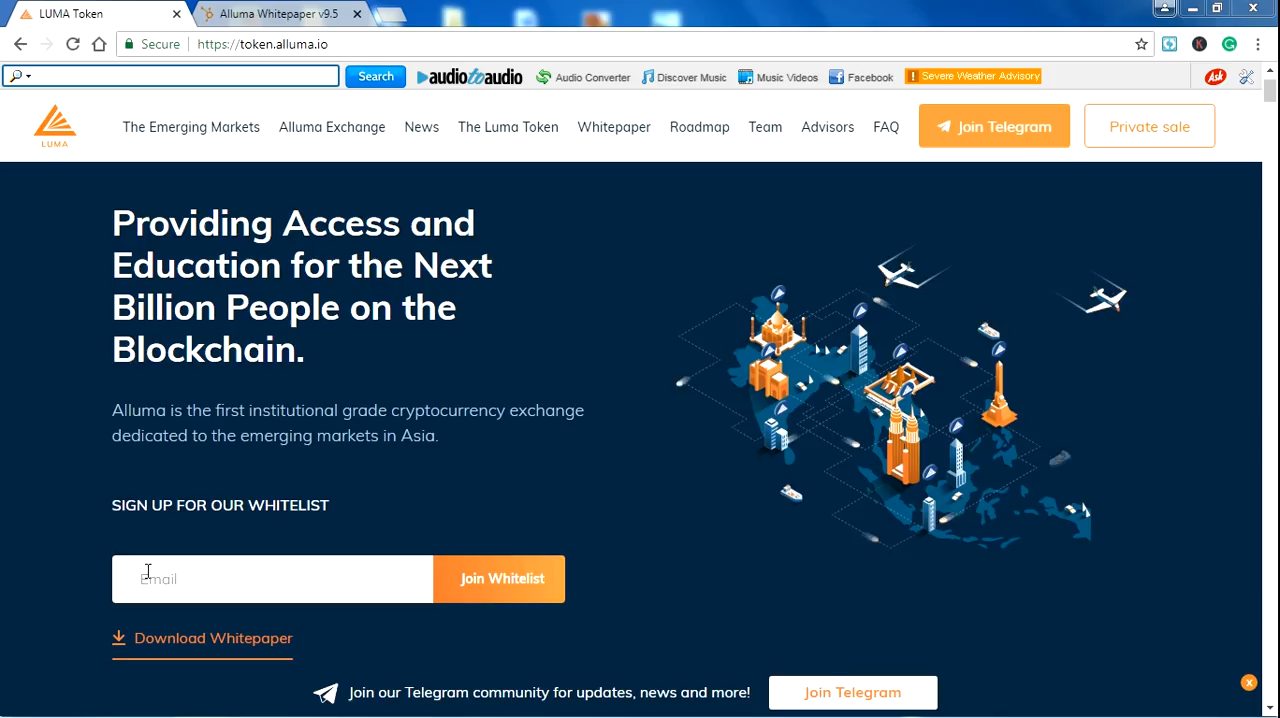 LUMA Token
Alluma Whitepaper v9.5
Secure
https://token.alluma.io
Search
audiotoaudio
Audio Converter
Discover Music
Music Videos
Facebook
Severe Weather Advisory
Ask
LUMA
The Emerging Markets
Alluma Exchange
News
The Luma Token
Whitepaper
Roadmap
Team
Advisors
FAQ
Join Telegram
Private sale
Providing Access and
Education for the Next
Billion People on the
Blockchain.
Alluma is the first institutional grade cryptocurrency exchange
dedicated to the emerging markets in Asia.
SIGN UP FOR OUR WHITELIST
Email
Join Whitelist
Download Whitepaper
Join our Telegram community for updates, news and more!
Join Telegram
x